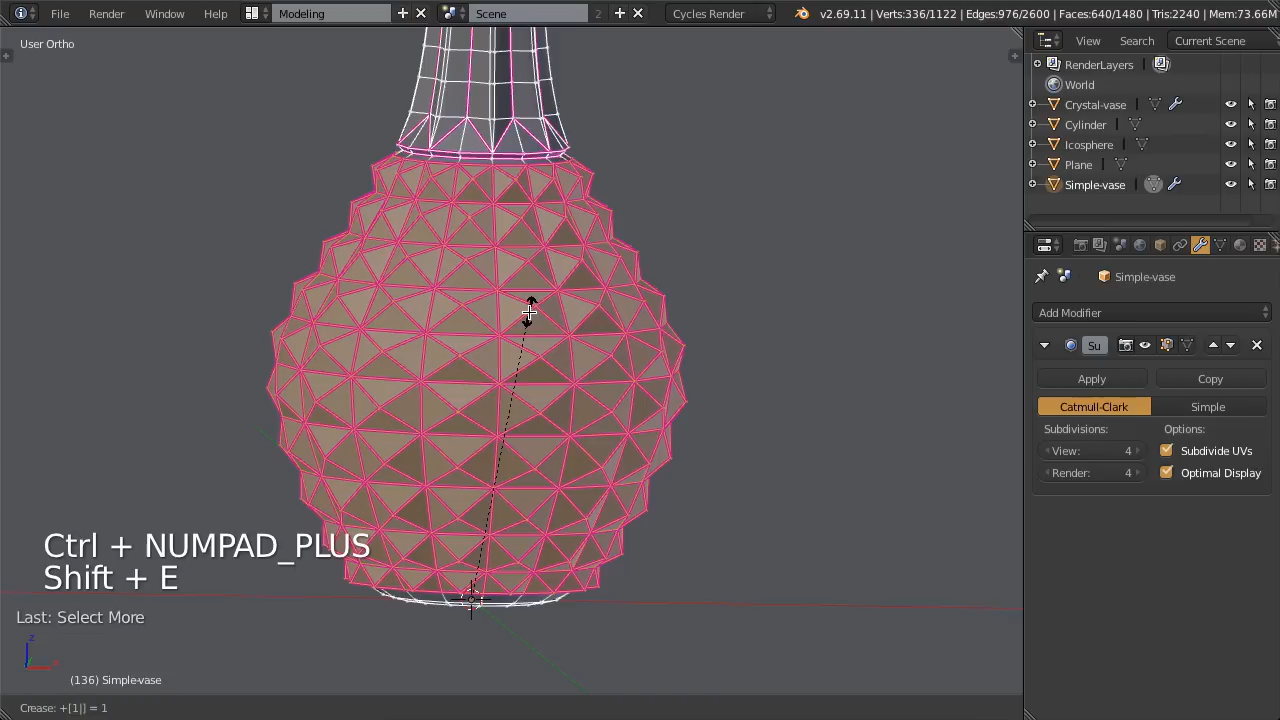 File Render Window Help Modeling Scene 2 Cycles Render v2.69.11 | Verts:336/1122 | Edges:976/2600 | Faces:640/1480 | Tris:2240 | Mem:73.66M
User Ortho
View Search Current Scene
RenderLayers
World
Crystal-vase
Cylinder
Icosphere
Plane
Simple-vase
Simple-vase
Add Modifier
Su
Apply Copy
Catmull-Clark Simple
Subdivisions: Options:
View: 4 Subdivide UVs
Render: 4 Optimal Display
Ctrl + NUMPAD_PLUS
Shift + E
Last: Select More
z
x
(136) Simple-vase
Crease: +[1|] = 1